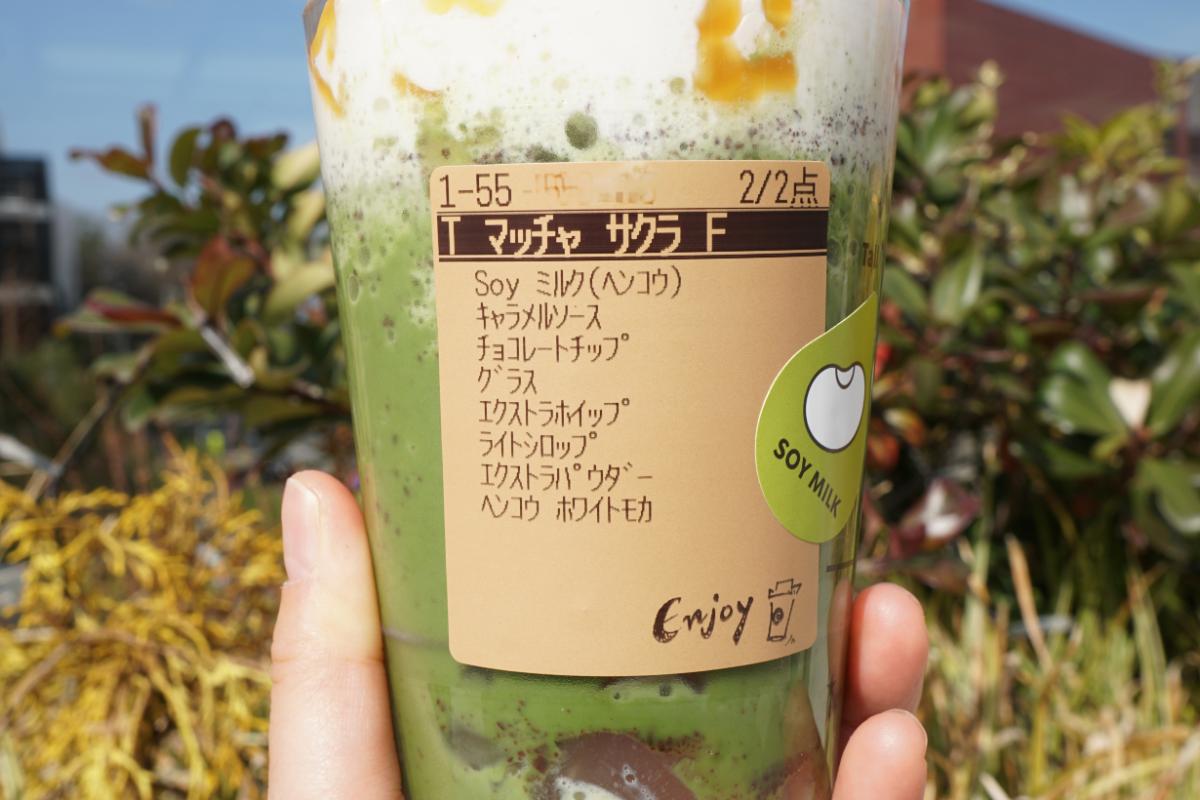 1-55
2/2点
T マッチャ サクラ F
Soy ミルク(ヘンコウ)
キャラメルソース
チョコレートチップ
グラス
エクストラホイップ
ライトシロップ
エクストラパウダー
ヘンコウ ホワイトモカ
Enjoy
SOY MILK